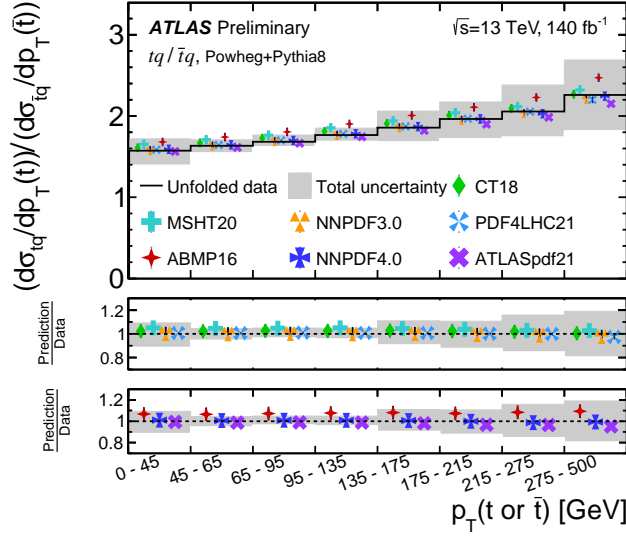 ATLAS Preliminary
√s=13 TeV, 140 fb⁻¹
tq / t̄q, Powheg+Pythia8
(dσ_tq/dp_T(t))/(dσ_t̄q/dp_T(t̄))
4
3
2
1
0
Unfolded data
Total uncertainty
CT18
MSHT20
NNPDF3.0
PDF4LHC21
ABMP16
NNPDF4.0
ATLASpdf21
Prediction
Data
1.2
1
0.8
Prediction
Data
1.2
1
0.8
0 - 45
45 - 65
65 - 95
95 - 135
135 - 175
175 - 215
215 - 275
275 - 500
p_T(t or t̄) [GeV]